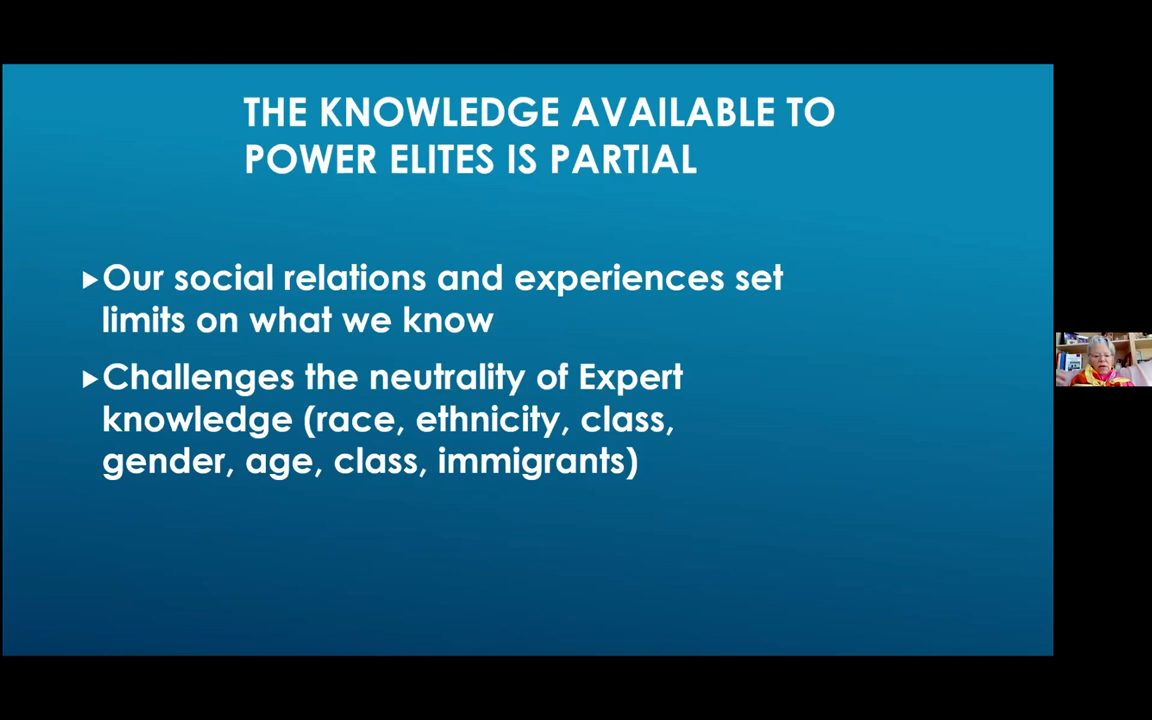 THE KNOWLEDGE AVAILABLE TO
POWER ELITES IS PARTIAL
Our social relations and experiences set
limits on what we know
Challenges the neutrality of Expert
knowledge (race, ethnicity, class,
gender, age, class, immigrants)